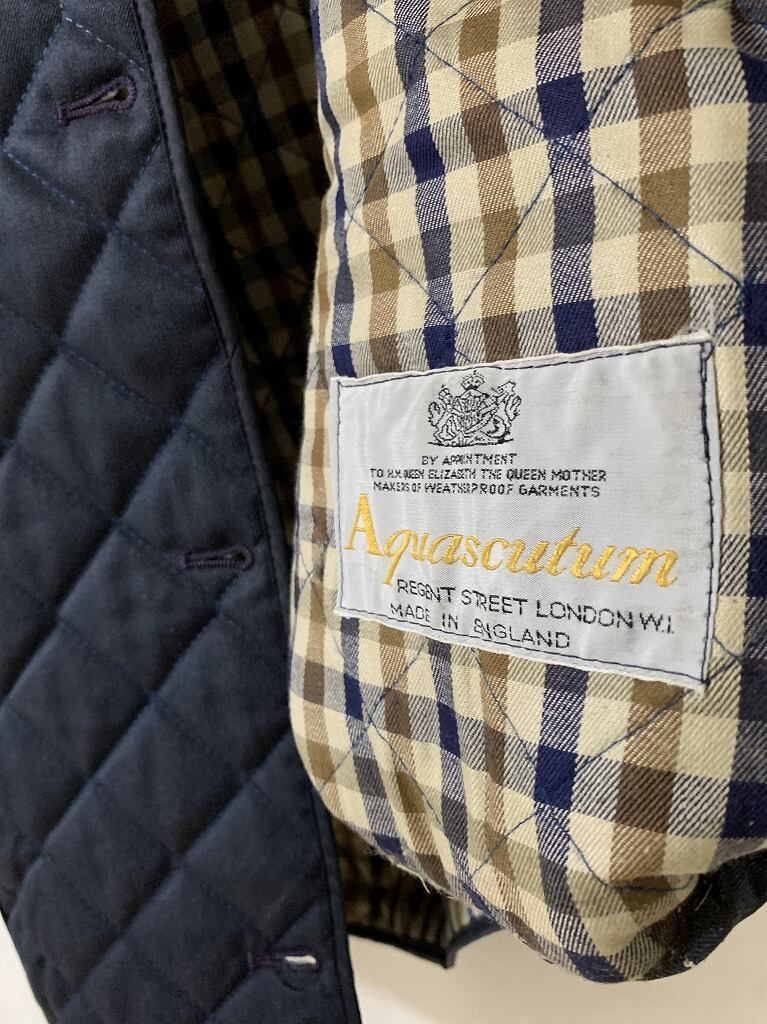 BY APPOINTMENT
TO H.M. QUEEN ELIZABETH THE QUEEN MOTHER
MAKERS OF WEATHERPROOF GARMENTS
Aquascutum
REGENT STREET LONDON W.I.
MADE IN ENGLAND